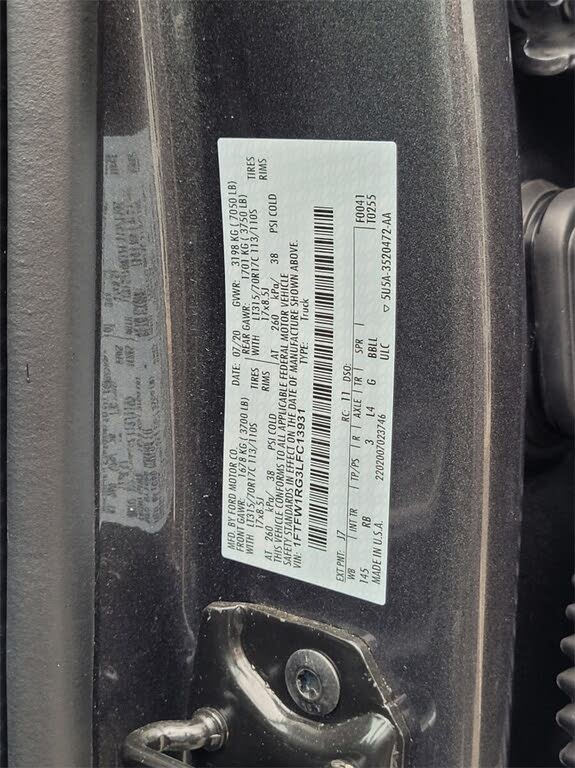 MFD. BY FORD MOTOR CO.
DATE: 07/20 GVWR: 3198 KG (7050 LB)
FRONT GAWR: 1678 KG (3700 LB) REAR GAWR: 1701 KG (3750 LB)
WITH LT315/70R17C 113/110S TIRES WITH LT315/70R17C 113/110S TIRES
17x8.5J RIMS 17x8.5J RIMS
AT 260 kPa/ 38 PSI COLD AT 260 kPa/ 38 PSI COLD
THIS VEHICLE CONFORMS TO ALL APPLICABLE FEDERAL MOTOR VEHICLE
SAFETY STANDARDS IN EFFECT ON THE DATE OF MANUFACTURE SHOWN ABOVE.
VIN: 1FTFW1RG3LFC13931 TYPE: Truck
F0041
T0255
EXT PNT: J7 RC: 11 DSO:
WB INT TR TP/PS R AXLE TR SPR
145 RB 3 L4 G BBLL
MADE IN U.S.A. 2202007023746 ULC
5U5A-3520472-AA